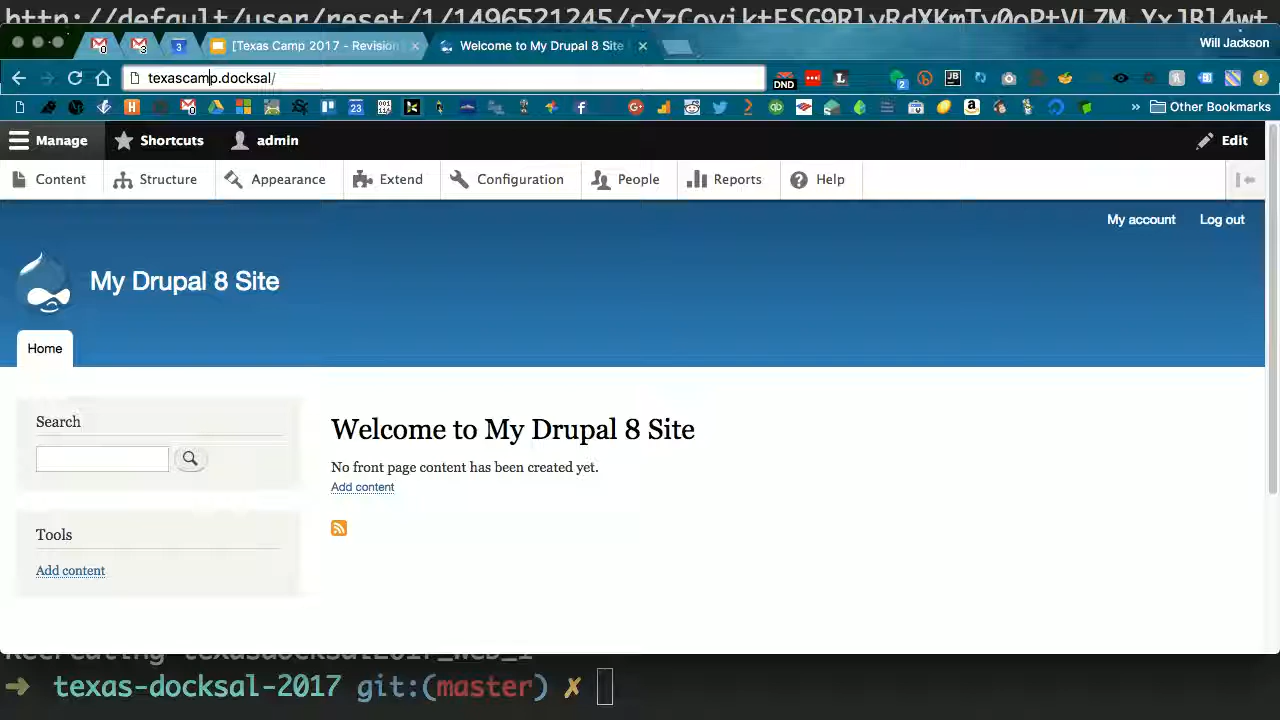 Will Jackson
[Texas Camp 2017 - Revision
Welcome to My Drupal 8 Site
texascamp.docksal/
DND
Other Bookmarks
Manage
Shortcuts
admin
Edit
Content
Structure
Appearance
Extend
Configuration
People
Reports
Help
My account
Log out
My Drupal 8 Site
Home
Search
Welcome to My Drupal 8 Site
No front page content has been created yet.
Add content
Tools
Add content
➜ texas-docksal-2017 git:(master) ✗